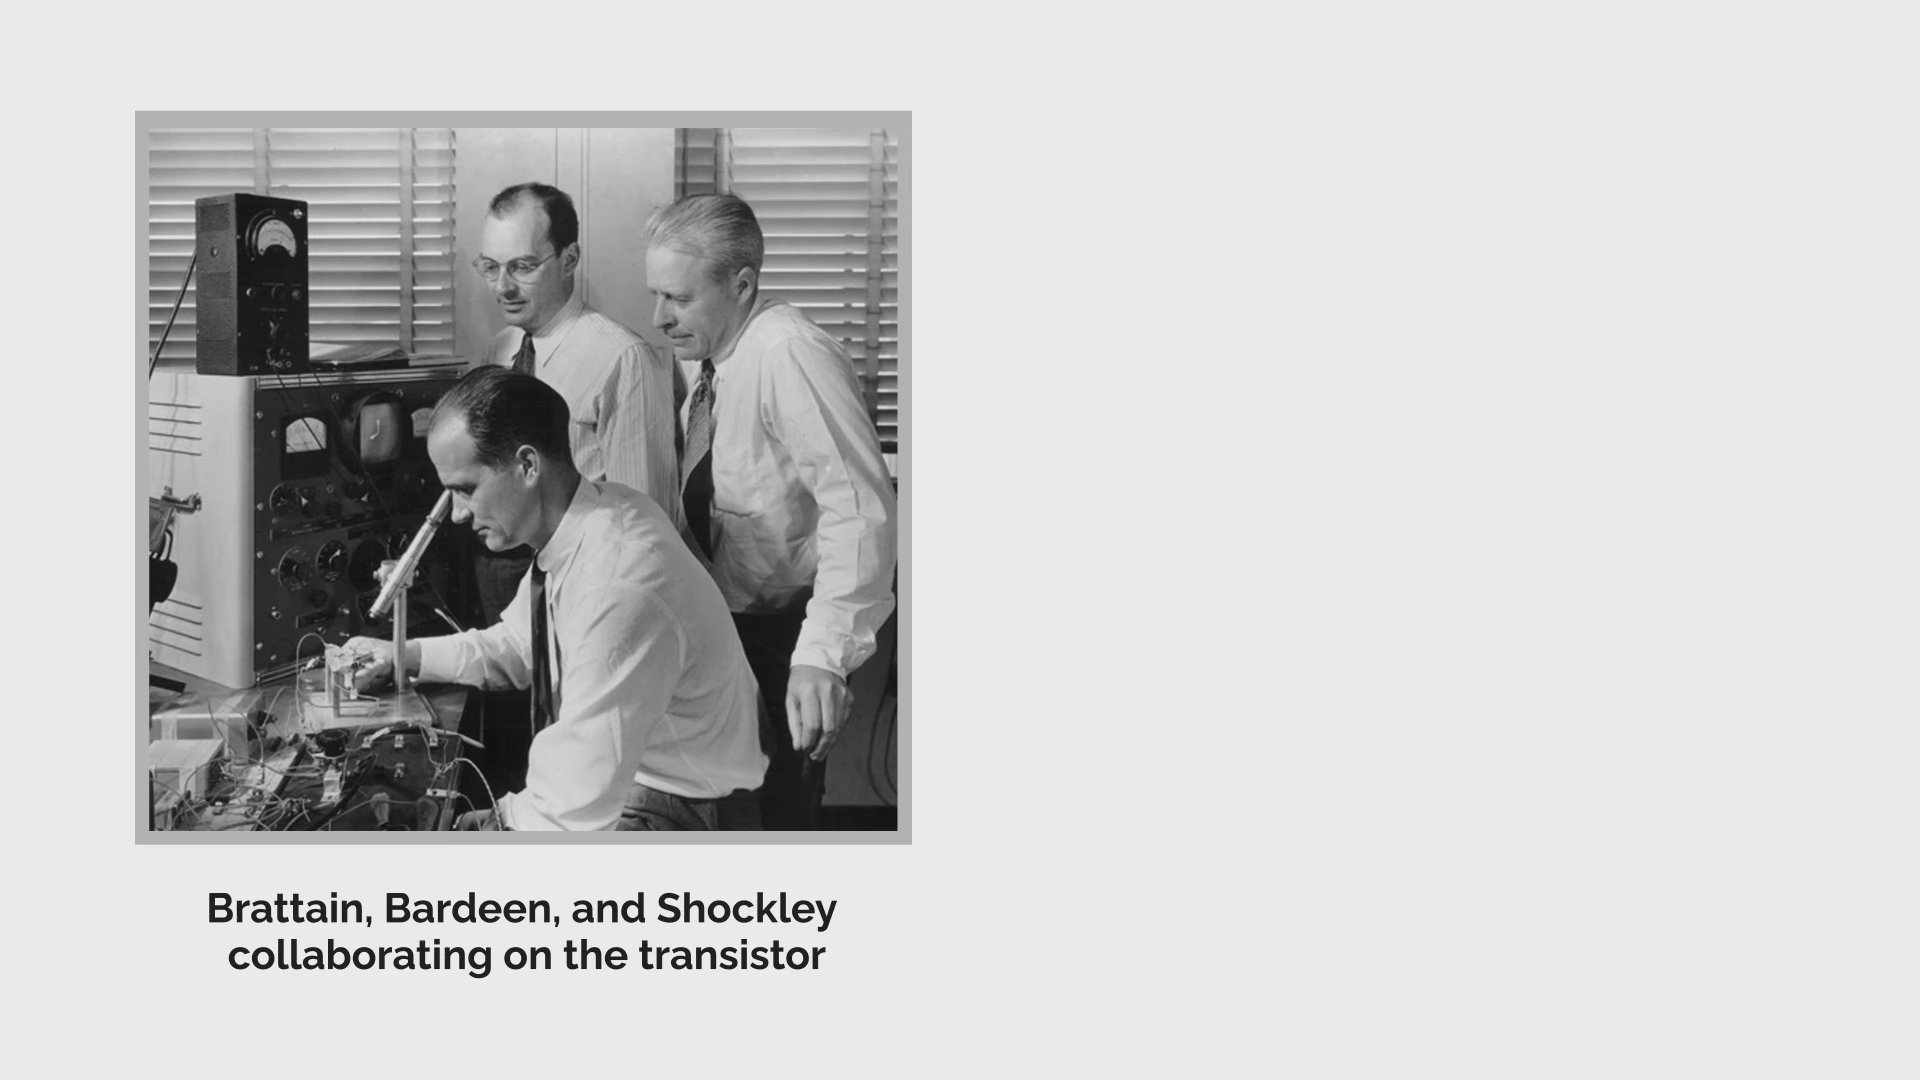 Brattain, Bardeen, and Shockley
collaborating on the transistor